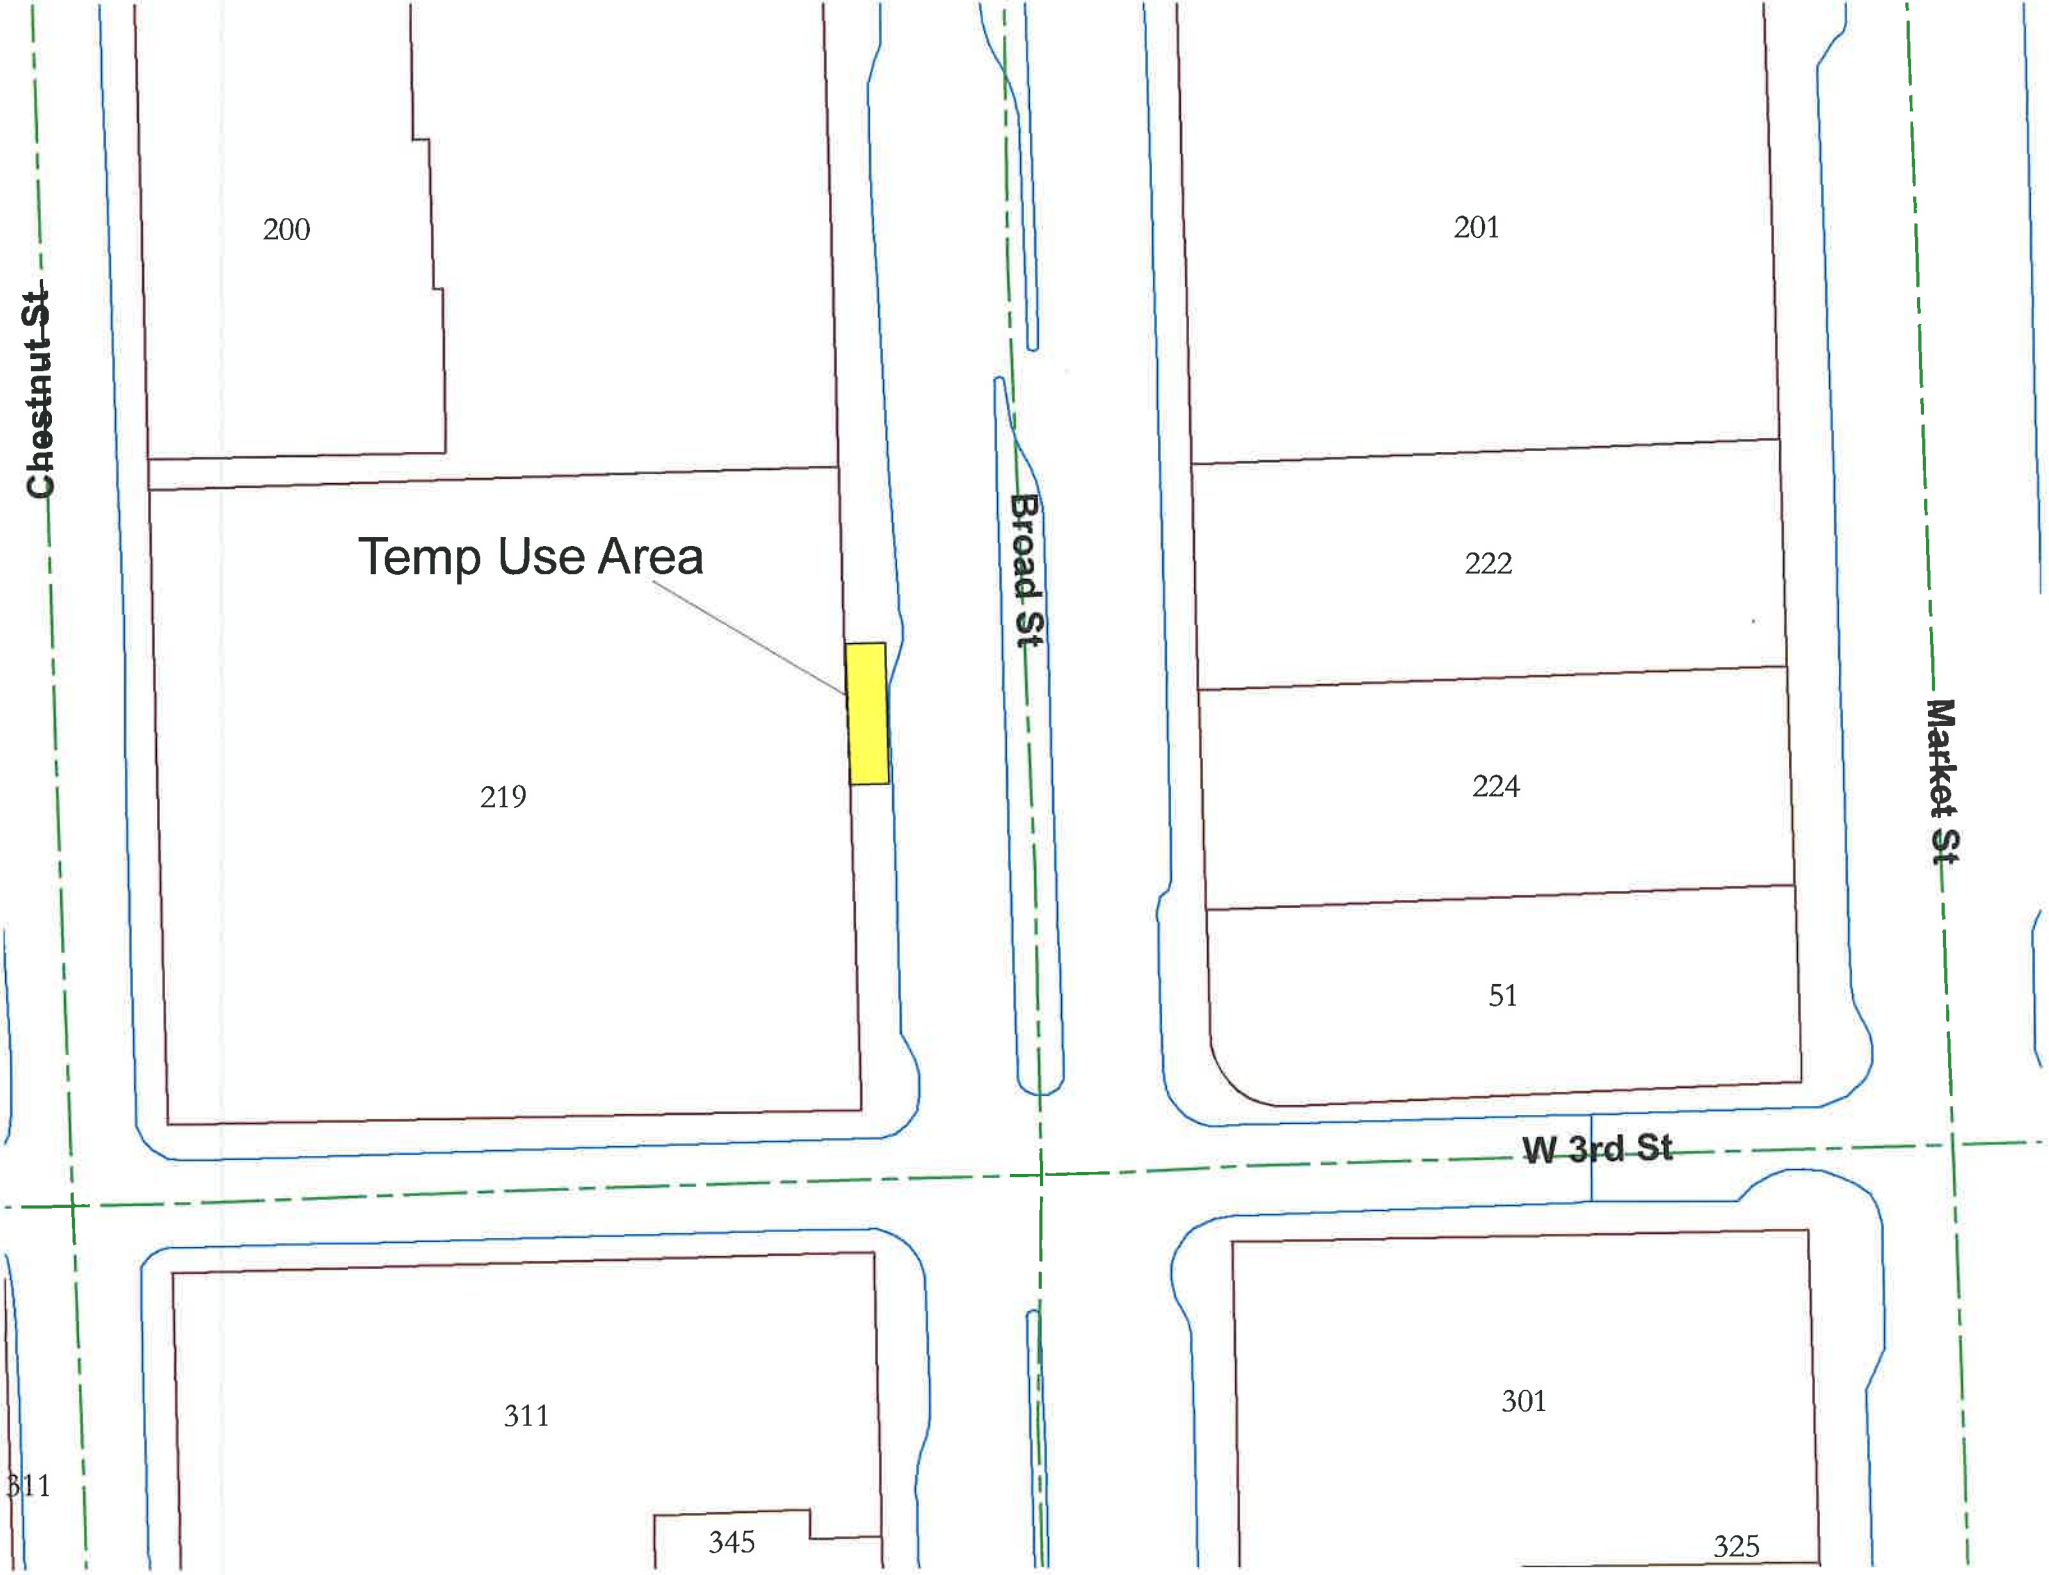 200
201
Chestnut St
Temp Use Area
Broad St
222
Market St
219
224
51
W 3rd St
311
301
311
345
325